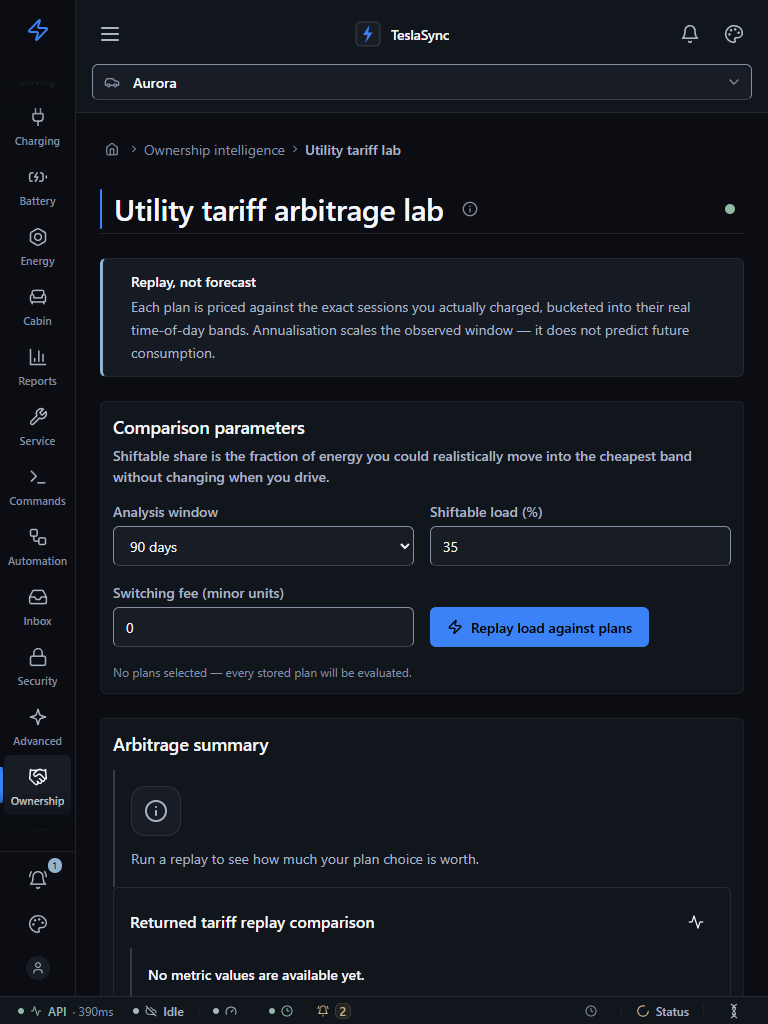 TeslaSync
Aurora
Charging
Battery
Energy
Cabin
Reports
Service
Commands
Automation
Inbox
Security
Advanced
Ownership
1
Ownership intelligence
Utility tariff lab
Utility tariff arbitrage lab
Replay, not forecast
Each plan is priced against the exact sessions you actually charged, bucketed into their real
time-of-day bands. Annualisation scales the observed window — it does not predict future
consumption.
Comparison parameters
Shiftable share is the fraction of energy you could realistically move into the cheapest band
without changing when you drive.
Analysis window
Shiftable load (%)
90 days
35
Switching fee (minor units)
0
Replay load against plans
No plans selected — every stored plan will be evaluated.
Arbitrage summary
Run a replay to see how much your plan choice is worth.
Returned tariff replay comparison
No metric values are available yet.
API · 390ms
Idle
2
Status